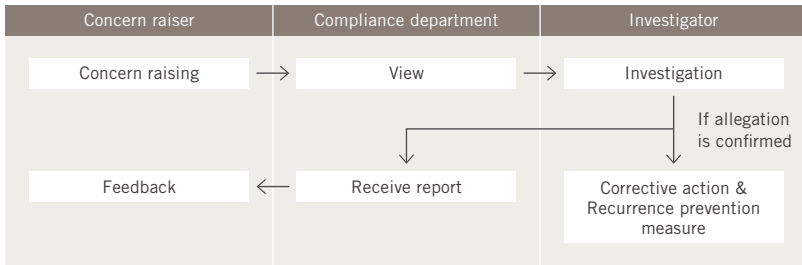 Concern raiser
Compliance department
Investigator
Concern raising
View
Investigation
If allegation
is confirmed
Feedback
Receive report
Corrective action &
Recurrence prevention
measure